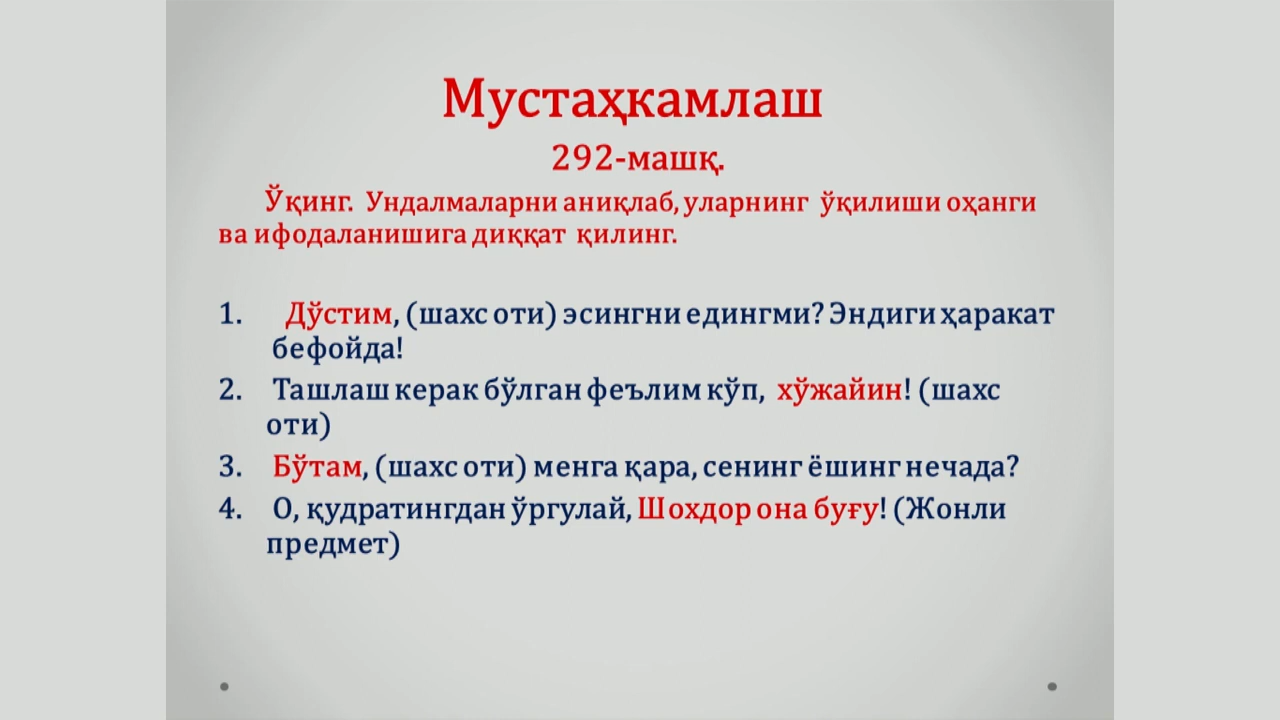 Мустаҳкамлаш
292-машқ.
Ўқинг. Ундалмаларни аниқлаб, уларнинг ўқилиши оҳанги
ва ифодаланишига диққат қилинг.
1. Дўстим, (шахс оти) эсингни едингми? Эндиги ҳаракат
бефойда!
2. Ташлаш керак бўлган феълим кўп, хўжайин! (шахс
оти)
3. Бўтам, (шахс оти) менга қара, сенинг ёшинг нечада?
4. О, қудратингдан ўргулай, Шохдор она буғу! (Жонли
предмет)